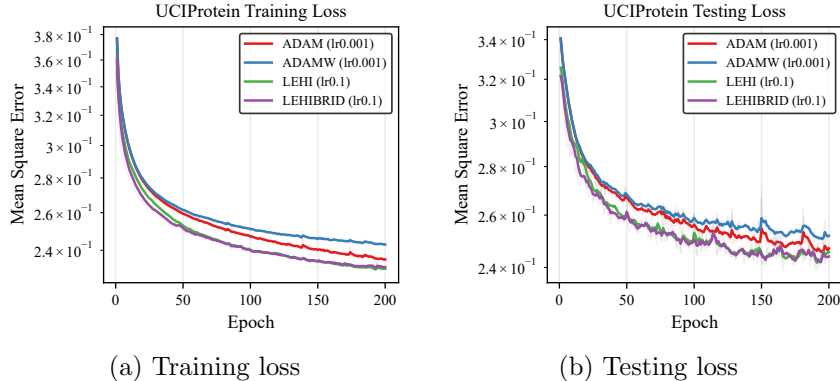 UCIProtein Training Loss
3.8 × 10⁻¹
3.6 × 10⁻¹
3.4 × 10⁻¹
3.2 × 10⁻¹
3 × 10⁻¹
2.8 × 10⁻¹
2.6 × 10⁻¹
2.4 × 10⁻¹
Mean Square Error
ADAM (lr0.001)
ADAMW (lr0.001)
LEHI (lr0.1)
LEHIBRID (lr0.1)
0 50 100 150 200
Epoch
(a) Training loss
UCIProtein Testing Loss
3.4 × 10⁻¹
3.2 × 10⁻¹
3 × 10⁻¹
2.8 × 10⁻¹
2.6 × 10⁻¹
2.4 × 10⁻¹
Mean Square Error
ADAM (lr0.001)
ADAMW (lr0.001)
LEHI (lr0.1)
LEHIBRID (lr0.1)
0 50 100 150 200
Epoch
(b) Testing loss